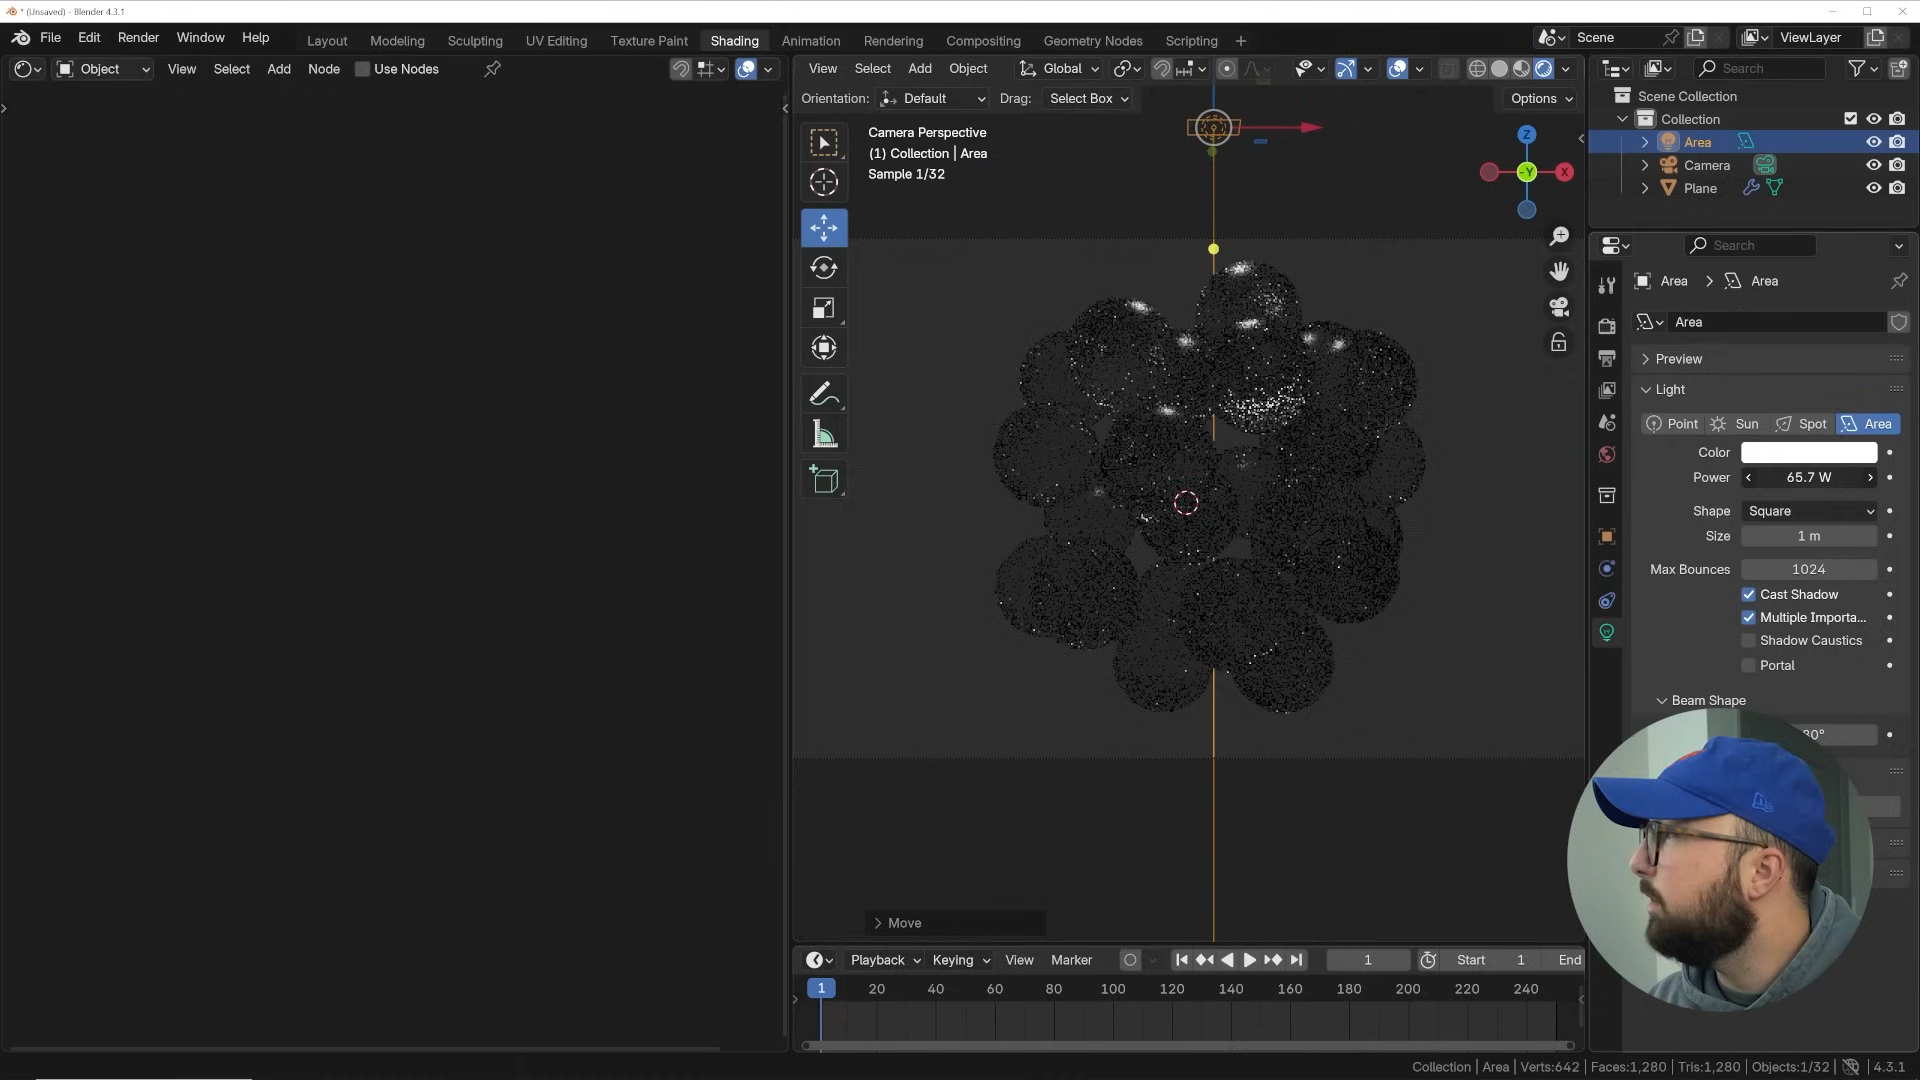 * (Unsaved) - Blender 4.3.1
File Edit Render Window Help
Layout Modeling Sculpting UV Editing Texture Paint Shading Animation Rendering Compositing Geometry Nodes Scripting +
Scene
ViewLayer
Object View Select Add Node Use Nodes
View Select Add Object Global
Search
Orientation: Default Drag: Select Box Options
Scene Collection
Collection
Area
Camera
Plane
Camera Perspective
(1) Collection | Area
Sample 1/32
Z
-Y
X
Search
Area > Area
Area
Preview
Light
Point Sun Spot Area
Color
Power 65.7 W
Shape Square
Size 1 m
Max Bounces 1024
Cast Shadow
Multiple Importa...
Shadow Caustics
Portal
Beam Shape
Move
Playback Keying View Marker 1 Start 1 End
1 20 40 60 80 100 120 140 160 180 200 220 240
Collection | Area | Verts:642 | Faces:1,280 | Tris:1,280 | Objects:1/32 4.3.1